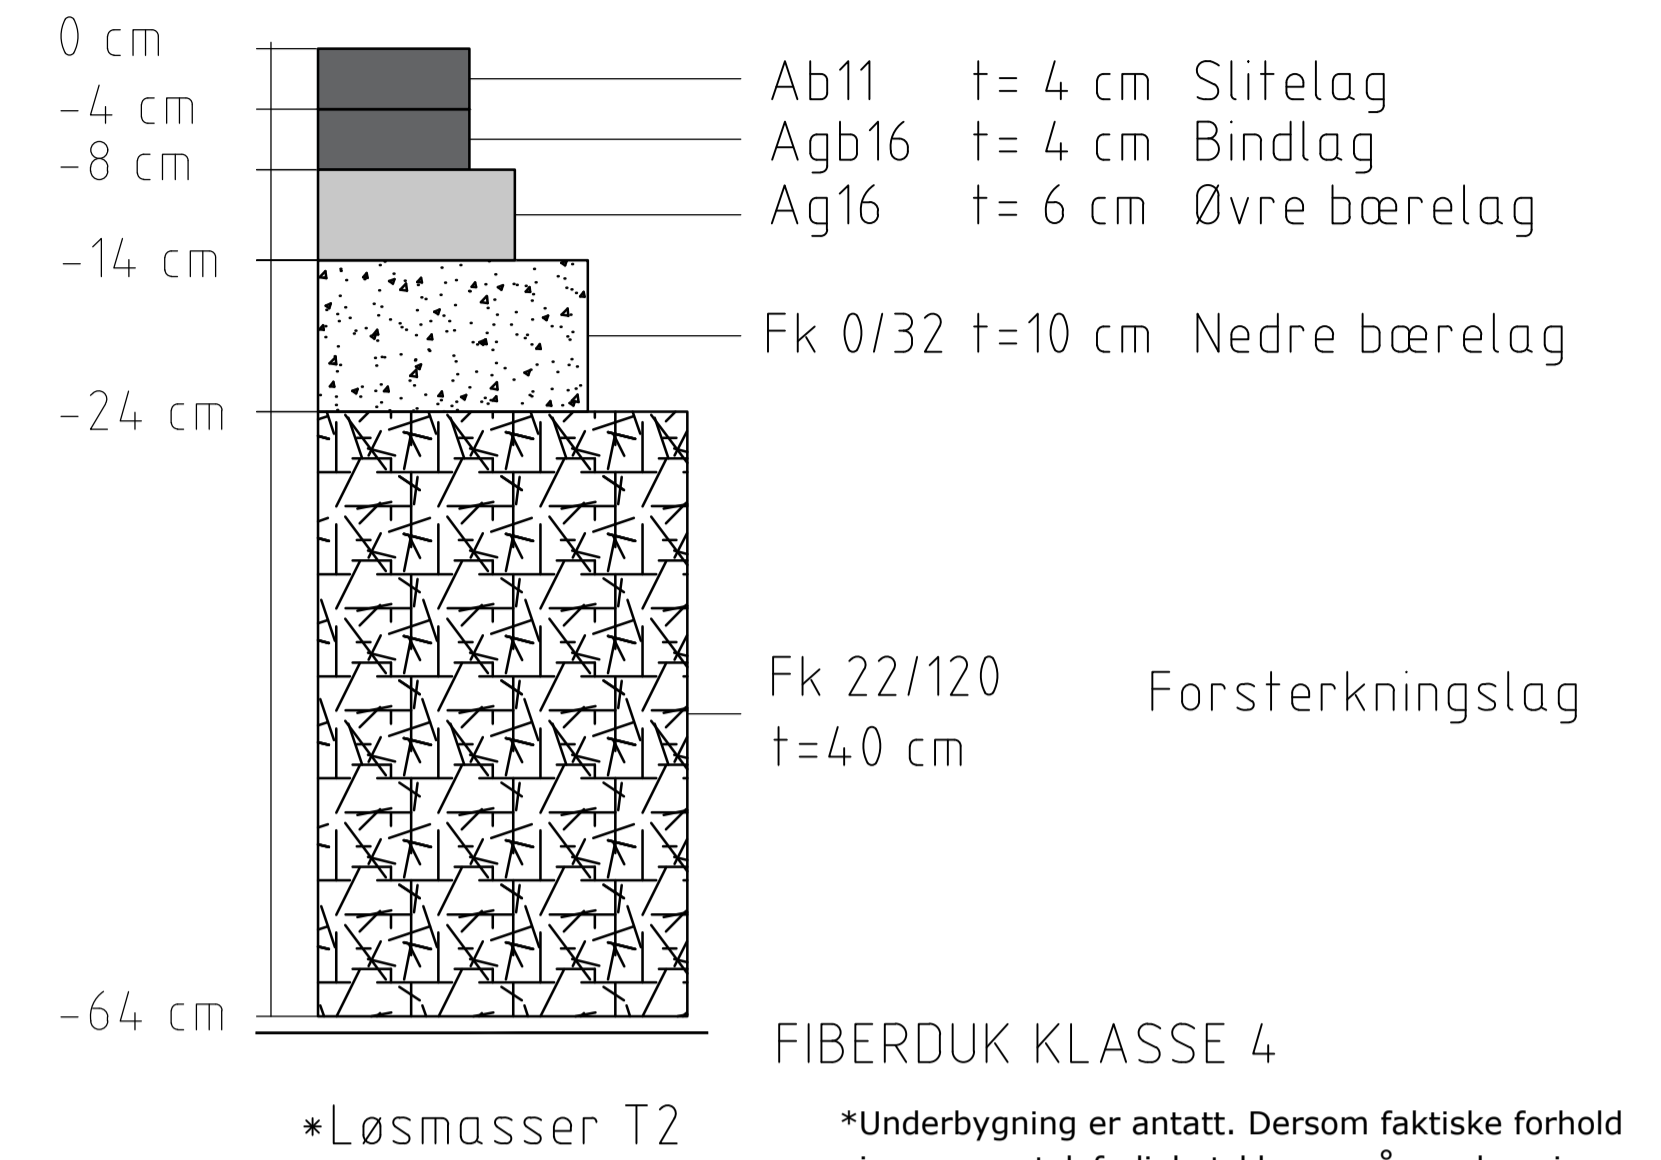 0 cm
-4 cm
-8 cm
-14 cm
-24 cm
-64 cm
Ab11 t= 4 cm Slitelag
Agb16 t= 4 cm Bindlag
Ag16 t= 6 cm Øvre bærelag
Fk 0/32 t=10 cm Nedre bærelag
Fk 22/120 Forsterkningslag
t=40 cm
FIBERDUK KLASSE 4
*Løsmasser T2
*Underbygning er antatt. Dersom faktiske forhold